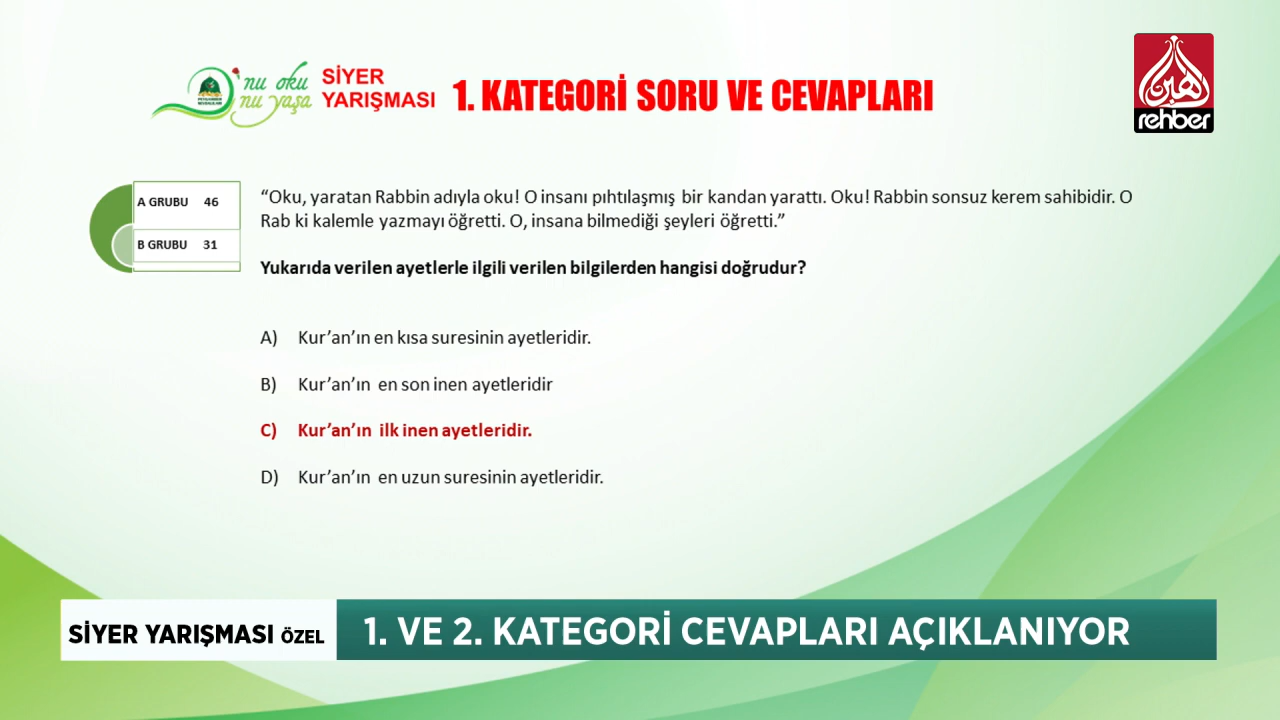 O'nu oku
O'nu yaşa
SİYER
YARIŞMASI
1. KATEGORİ SORU VE CEVAPLARI
rehber
A GRUBU 46
B GRUBU 31
“Oku, yaratan Rabbin adıyla oku! O insanı pıhtılaşmış bir kandan yarattı. Oku! Rabbin sonsuz kerem sahibidir. O
Rab ki kalemle yazmayı öğretti. O, insana bilmediği şeyleri öğretti.”
Yukarıda verilen ayetlerle ilgili verilen bilgilerden hangisi doğrudur?
A) Kur’an’ın en kısa suresinin ayetleridir.
B) Kur’an’ın en son inen ayetleridir
C) Kur’an’ın ilk inen ayetleridir.
D) Kur’an’ın en uzun suresinin ayetleridir.
SİYER YARIŞMASI ÖZEL
1. VE 2. KATEGORİ CEVAPLARI AÇIKLANIYOR